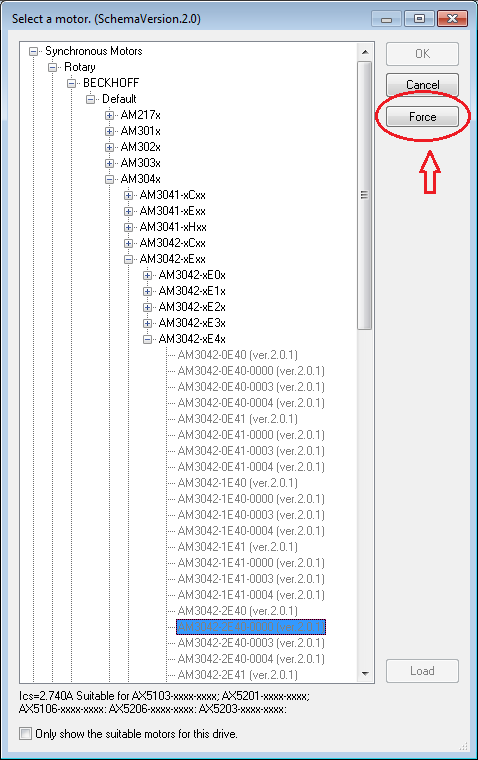 Select a motor. (SchemaVersion.2.0)
Synchronous Motors
OK
Rotary
BECKHOFF
Cancel
Default
AM217x
Force
AM301x
AM302x
AM303x
AM304x
AM3041-xCxx
AM3041-xExx
AM3041-xHxx
AM3042-xCxx
AM3042-xExx
AM3042-xE0x
AM3042-xE1x
AM3042-xE2x
AM3042-xE3x
AM3042-xE4x
AM3042-0E40 (ver.2.0.1)
AM3042-0E40-0000 (ver.2.0.1)
AM3042-0E40-0003 (ver.2.0.1)
AM3042-0E40-0004 (ver.2.0.1)
AM3042-0E41 (ver.2.0.1)
AM3042-0E41-0000 (ver.2.0.1)
AM3042-0E41-0003 (ver.2.0.1)
AM3042-0E41-0004 (ver.2.0.1)
AM3042-1E40 (ver.2.0.1)
AM3042-1E40-0000 (ver.2.0.1)
AM3042-1E40-0003 (ver.2.0.1)
AM3042-1E40-0004 (ver.2.0.1)
AM3042-1E41 (ver.2.0.1)
AM3042-1E41-0000 (ver.2.0.1)
AM3042-1E41-0003 (ver.2.0.1)
AM3042-1E41-0004 (ver.2.0.1)
AM3042-2E40 (ver.2.0.1)
AM3042-2E40-0000 (ver.2.0.1)
AM3042-2E40-0003 (ver.2.0.1)
AM3042-2E40-0004 (ver.2.0.1)
AM3042-2E41 (ver.2.0.1)
Load
Ics=2.740A Suitable for AX5103-xxxx-xxxx; AX5201-xxxx-xxxx;
AX5106-xxxx-xxxx: AX5206-xxxx-xxxx: AX5203-xxxx-xxxx:
Only show the suitable motors for this drive.